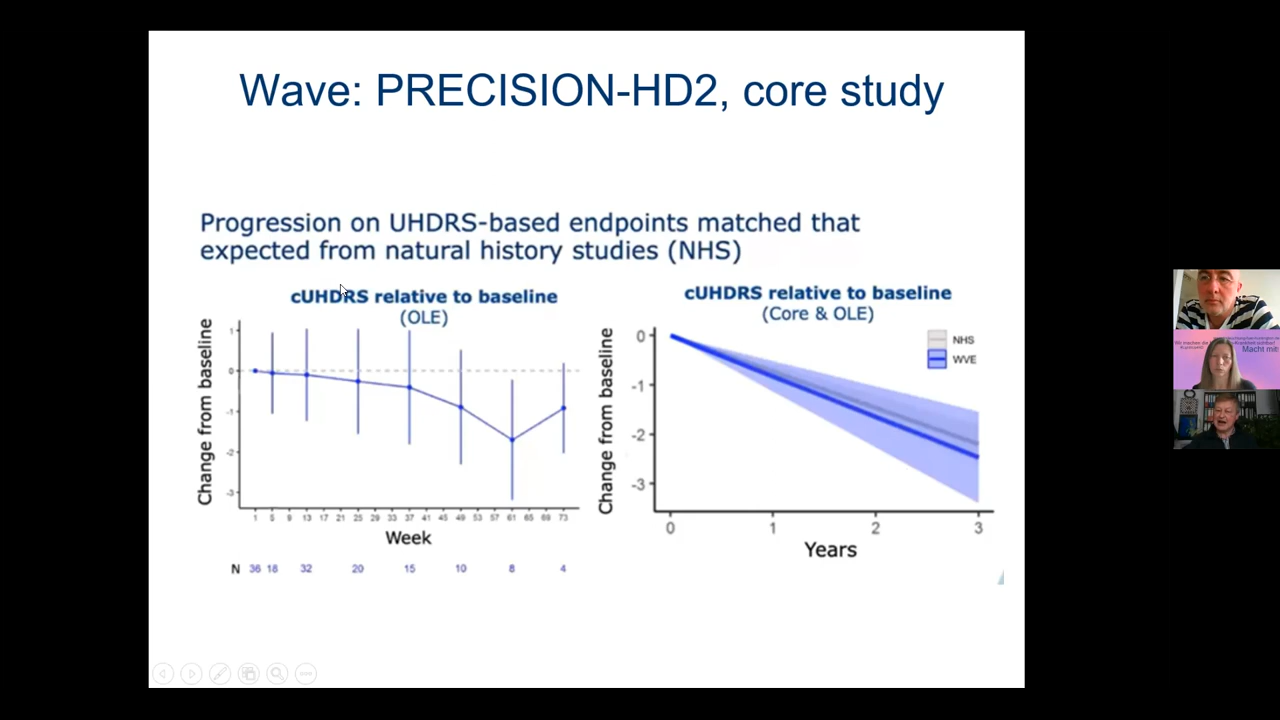 Wave: PRECISION-HD2, core study
Progression on UHDRS-based endpoints matched that
expected from natural history studies (NHS)
cUHDRS relative to baseline
(OLE)
Change from baseline
1
0
-1
-2
-3
1 5 9 13 17 21 25 29 33 37 41 45 49 53 57 61 65 69 73
Week
N 36 18 32 20 15 10 8 4
cUHDRS relative to baseline
(Core & OLE)
Change from baseline
0
-1
-2
-3
NHS
WVE
0 1 2 3
Years
Macht mit!